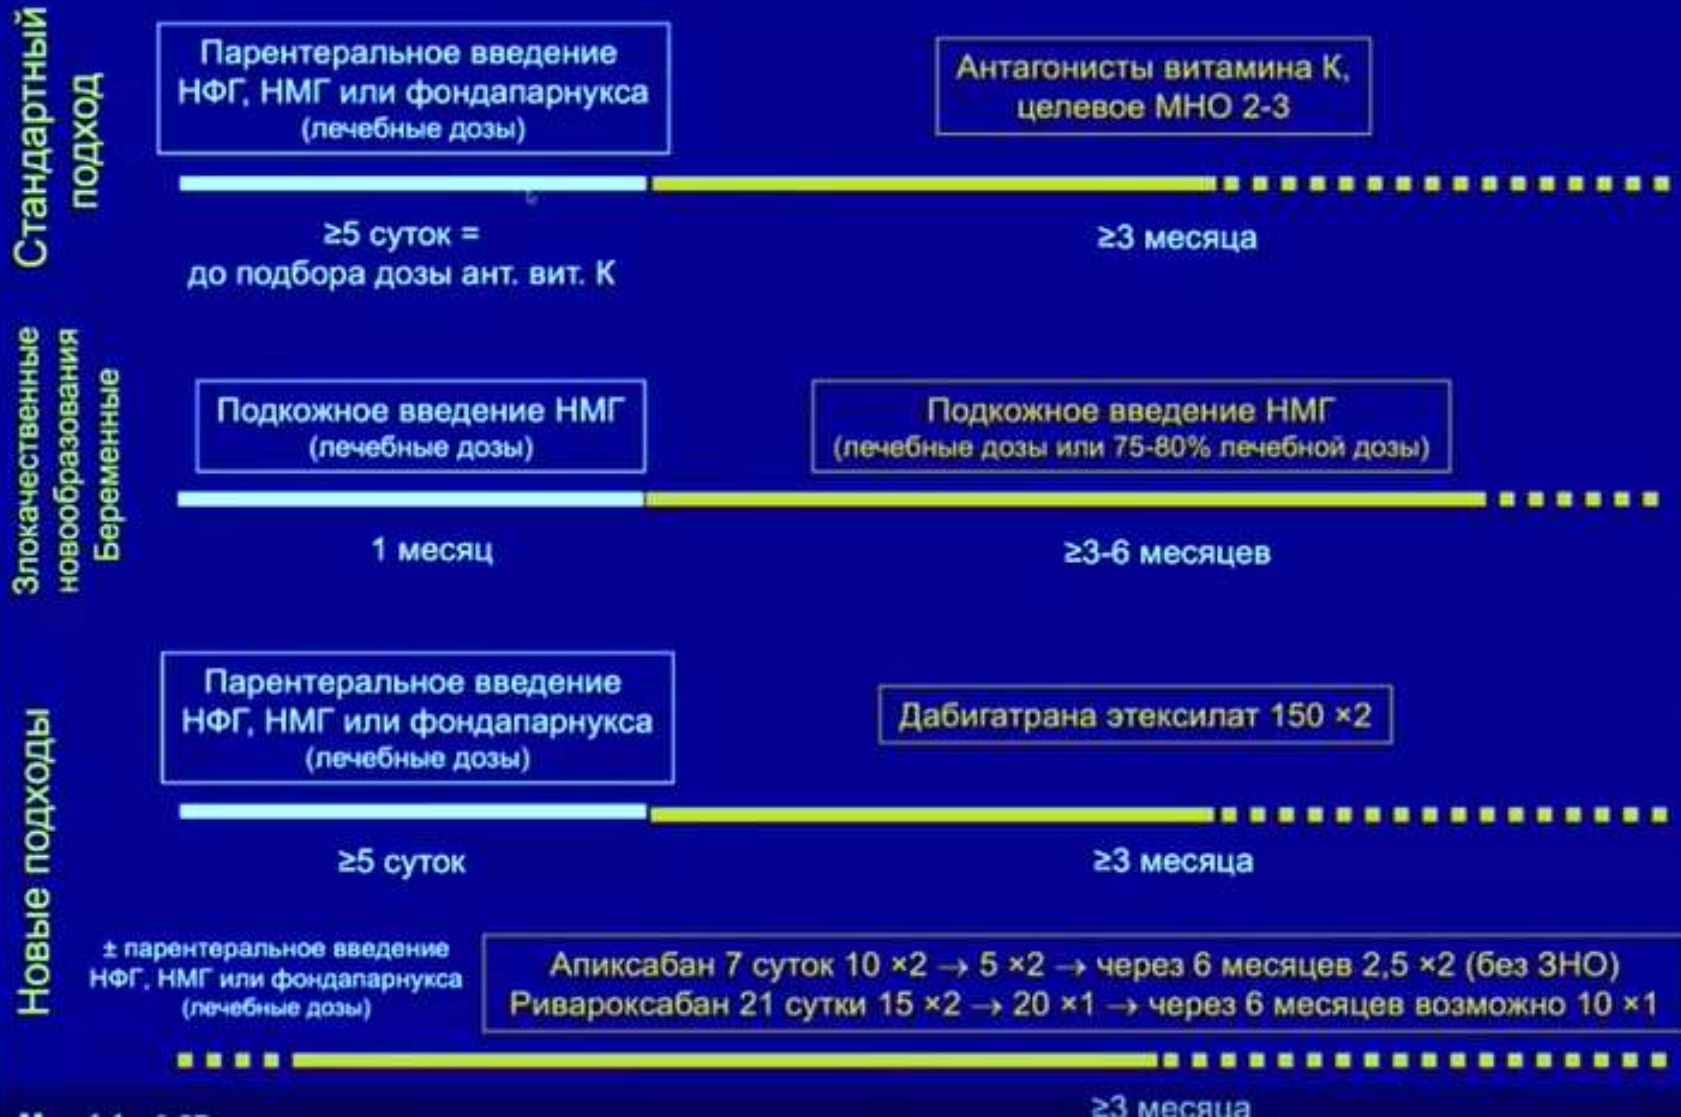 Стандартный
подход
Парентеральное введение
НФГ, НМГ или фондапарнукса
(лечебные дозы)
Антагонисты витамина К,
целевое МНО 2-3
≥5 суток =
до подбора дозы ант. вит. К
≥3 месяца
Злокачественные
новообразования
Беременные
Подкожное введение НМГ
(лечебные дозы)
Подкожное введение НМГ
(лечебные дозы или 75-80% лечебной дозы)
1 месяц
≥3-6 месяцев
Новые подходы
Парентеральное введение
НФГ, НМГ или фондапарнукса
(лечебные дозы)
Дабигатрана этексилат 150 ×2
≥5 суток
≥3 месяца
± парентеральное введение
НФГ, НМГ или фондапарнукса
(лечебные дозы)
Апиксабан 7 суток 10 ×2 → 5 ×2 → через 6 месяцев 2,5 ×2 (без ЗНО)
Ривароксабан 21 сутки 15 ×2 → 20 ×1 → через 6 месяцев возможно 10 ×1
≥3 месяца